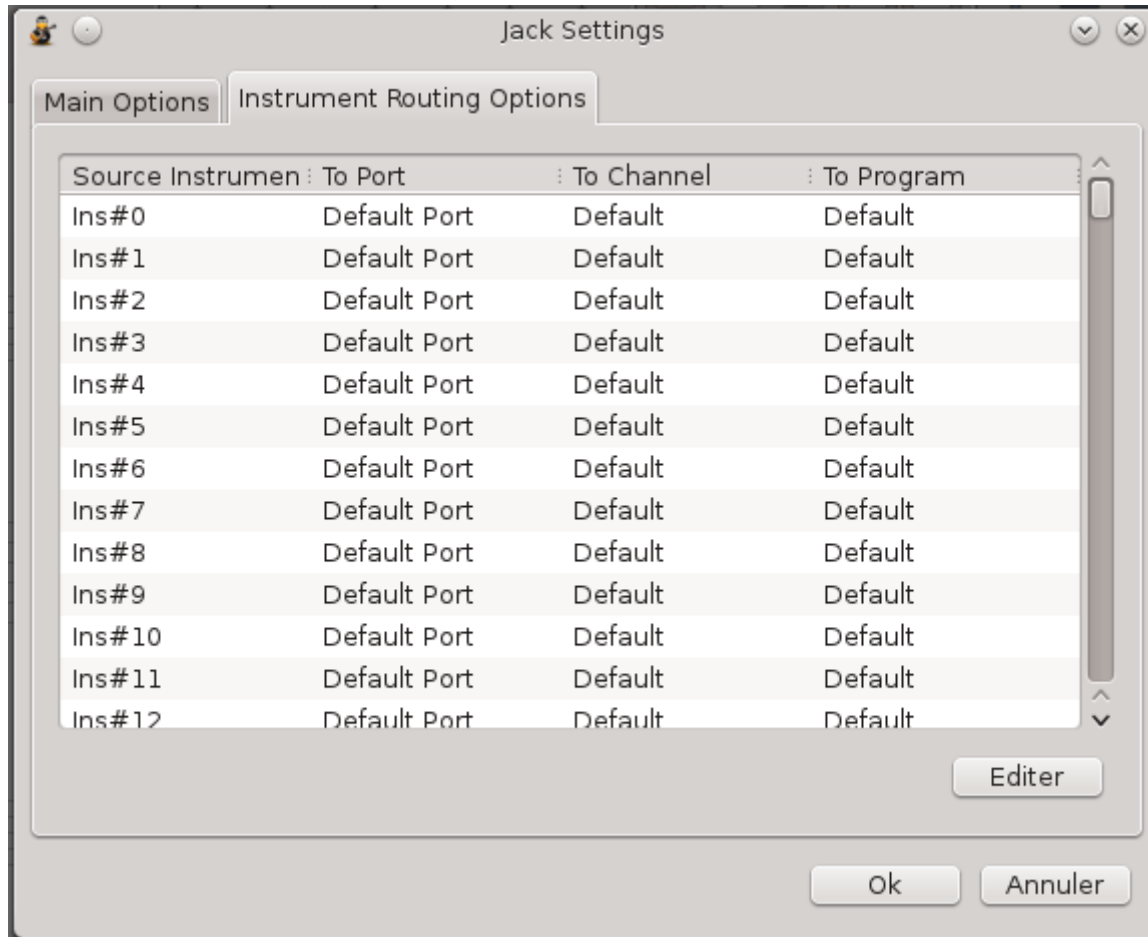 Jack Settings
Main Options Instrument Routing Options
Source Instrumen To Port To Channel To Program
Ins#0 Default Port Default Default
Ins#1 Default Port Default Default
Ins#2 Default Port Default Default
Ins#3 Default Port Default Default
Ins#4 Default Port Default Default
Ins#5 Default Port Default Default
Ins#6 Default Port Default Default
Ins#7 Default Port Default Default
Ins#8 Default Port Default Default
Ins#9 Default Port Default Default
Ins#10 Default Port Default Default
Ins#11 Default Port Default Default
Ins#12 Default Port Default Default
Editer
Ok Annuler